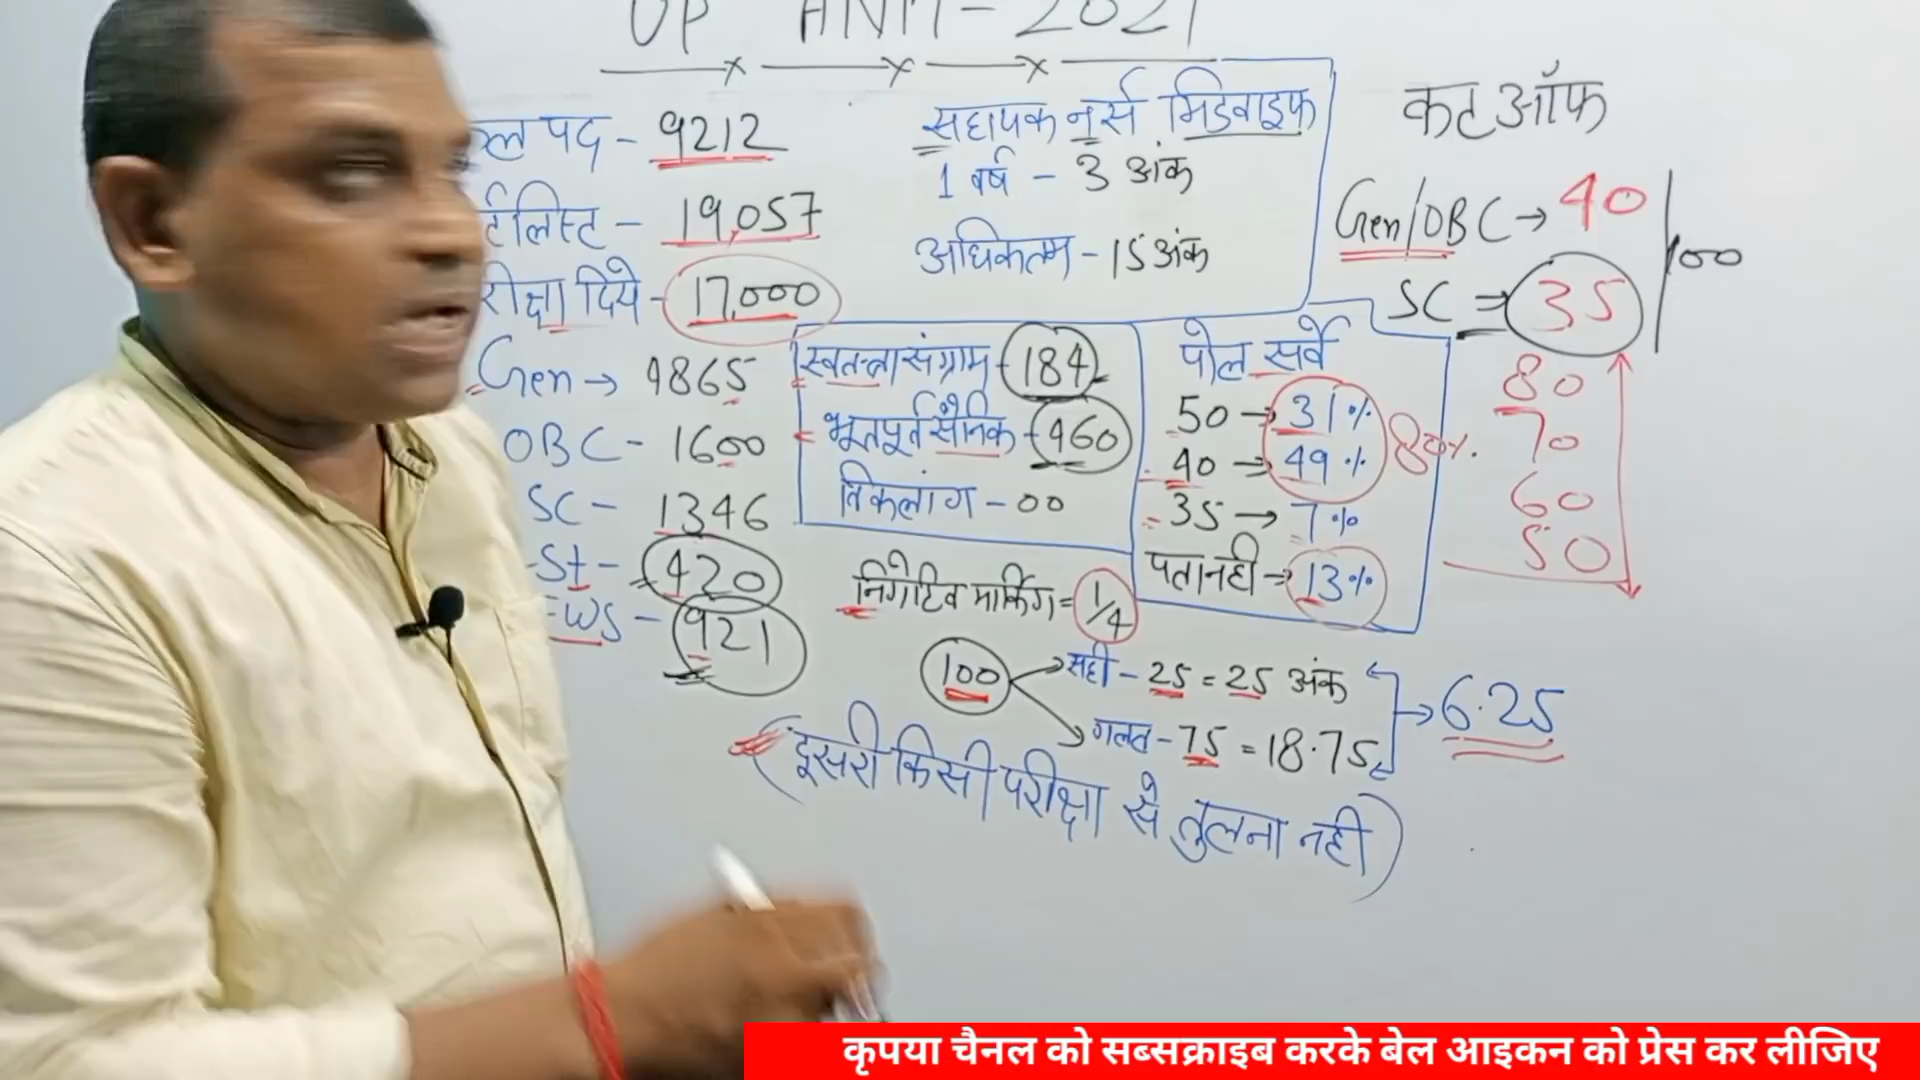 UP ANM - 2021
पद - 9212
लिस्ट - 19,057
दिये - 17,000
Gen → 4865
OBC - 1600
SC - 1346
St - 420
EWS - 921
सहायक नर्स मिडवाइफ
1 वर्ष - 3 अंक
अधिकतम - 15 अंक
स्वतन्त्रता संग्राम - 184
भूतपूर्व सैनिक - 460
विकलांग - 00
पोल सर्वे
50 → 31%
40 → 49%
80%.
35 → 7%
पता नही → 13%
निगेटिव मार्किंग = 1/4
100
सही - 25 = 25 अंक
गलत - 75 = 18.75
→ 6.25
(दूसरी किसी परीक्षा से तुलना नही)
कट ऑफ
Gen/OBC → 40
SC ⇒ 35
100
80
70
60
50
कृपया चैनल को सब्सक्राइब करके बेल आइकन को प्रेस कर लीजिए